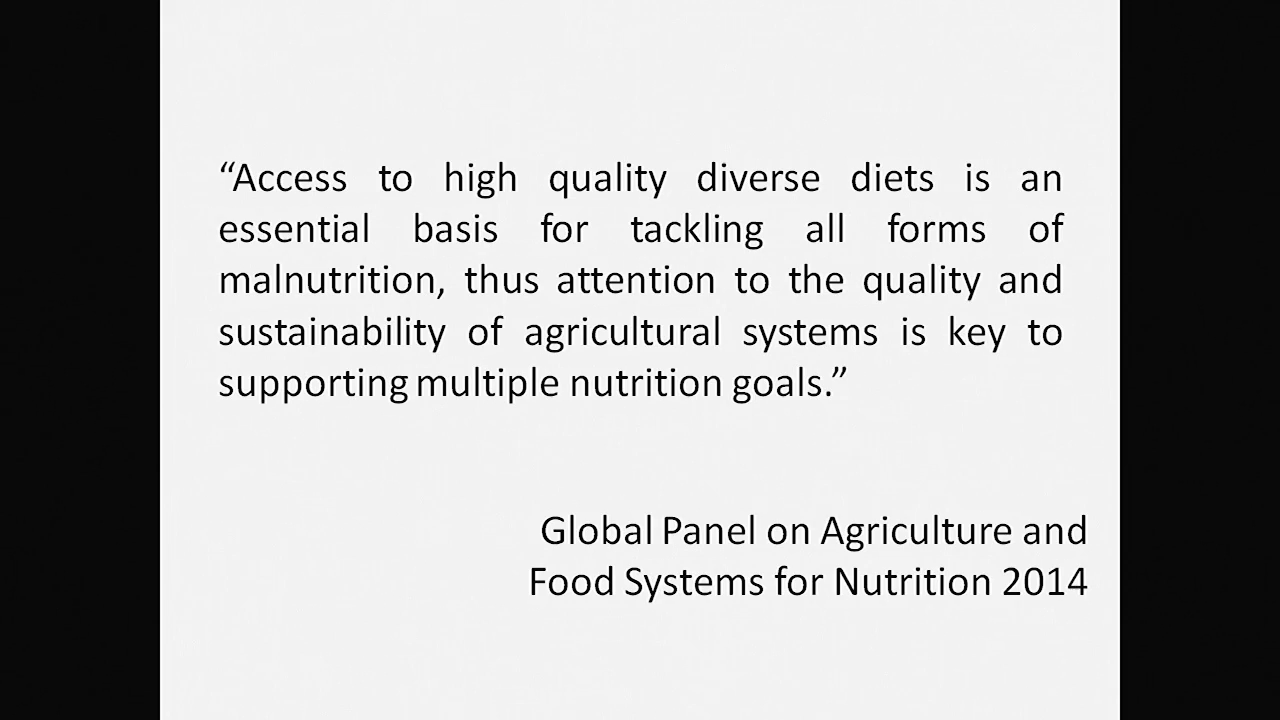 “Access to high quality diverse diets is an
essential basis for tackling all forms of
malnutrition, thus attention to the quality and
sustainability of agricultural systems is key to
supporting multiple nutrition goals.”
Global Panel on Agriculture and
Food Systems for Nutrition 2014